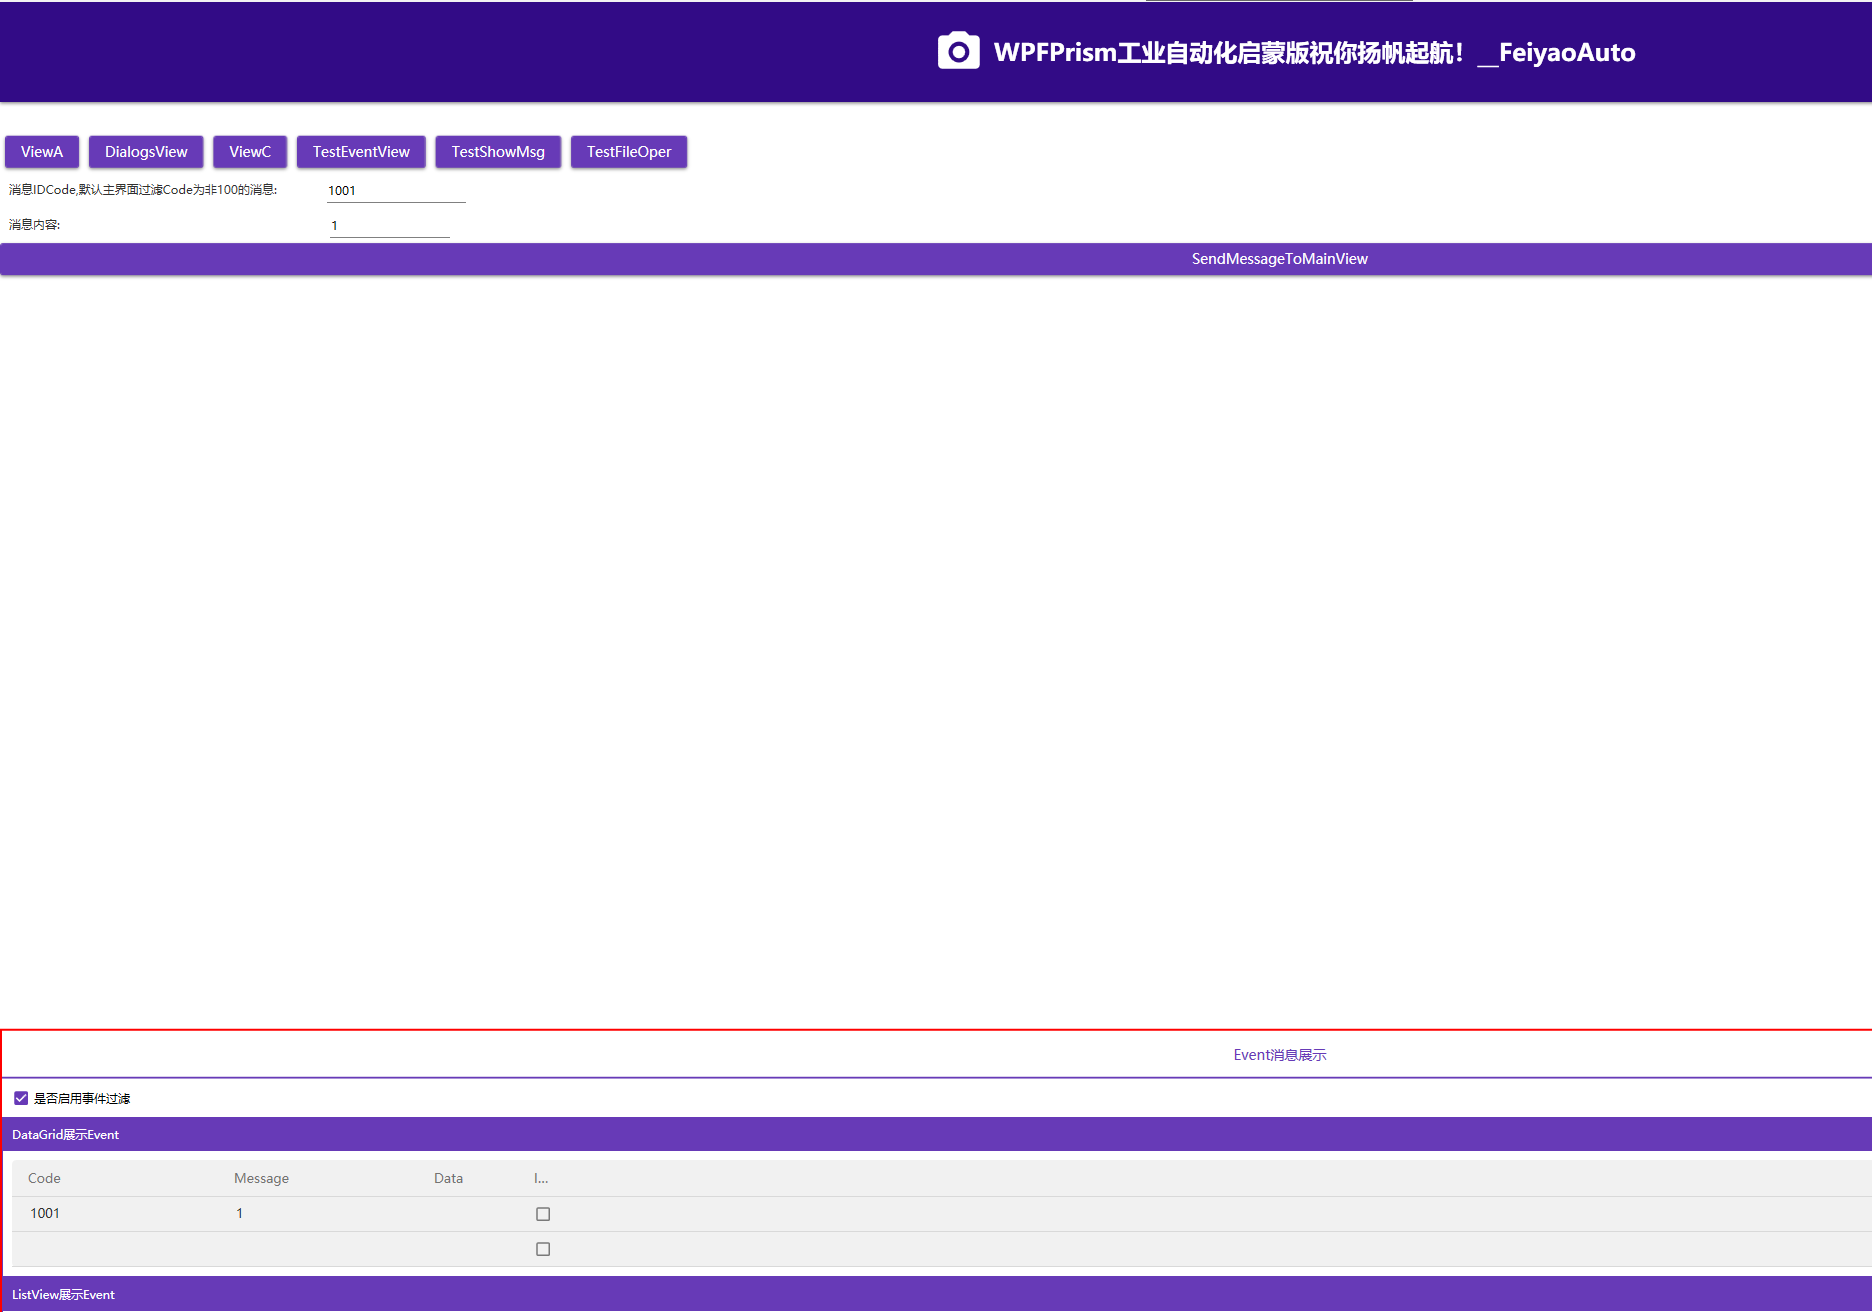 WPFPrism工业自动化启蒙版祝你扬帆起航！__FeiyaoAuto
ViewA DialogsView ViewC TestEventView TestShowMsg TestFileOper
消息IDCode,默认主界面过滤Code为非100的消息: 1001
消息内容: 1
SendMessageToMainView
Event消息展示
是否启用事件过滤
DataGrid展示Event
Code Message Data I...
1001 1
ListView展示Event